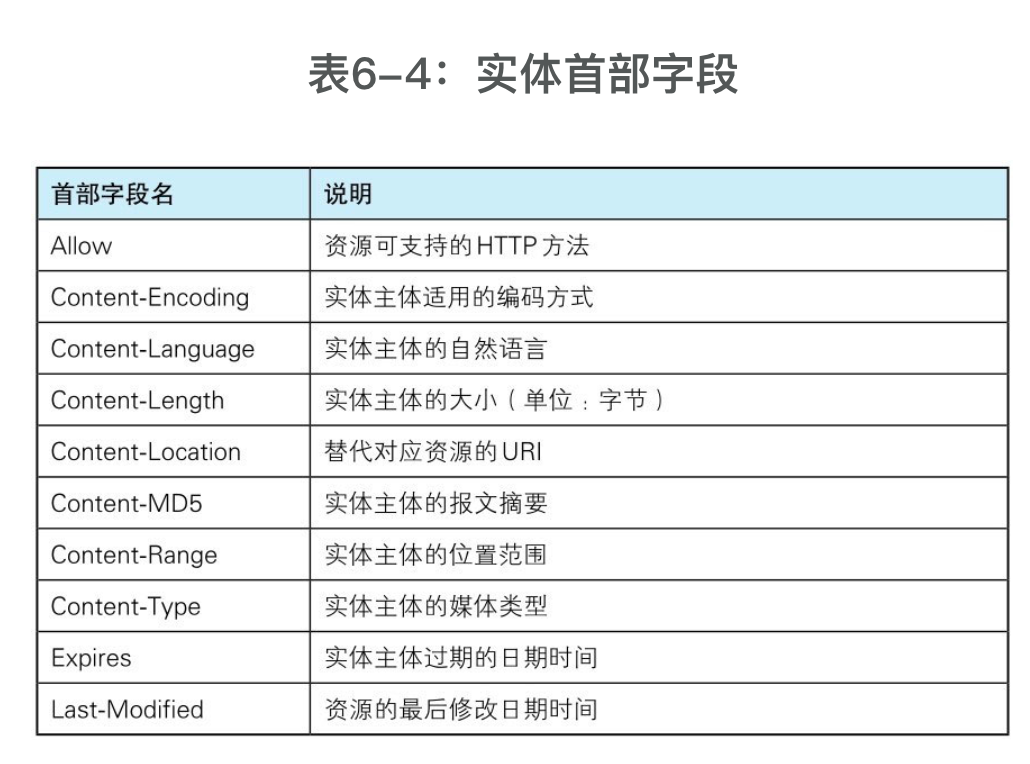 表6-4：实体首部字段
首部字段名 说明
Allow 资源可支持的HTTP方法
Content-Encoding 实体主体适用的编码方式
Content-Language 实体主体的自然语言
Content-Length 实体主体的大小（单位：字节）
Content-Location 替代对应资源的URI
Content-MD5 实体主体的报文摘要
Content-Range 实体主体的位置范围
Content-Type 实体主体的媒体类型
Expires 实体主体过期的日期时间
Last-Modified 资源的最后修改日期时间